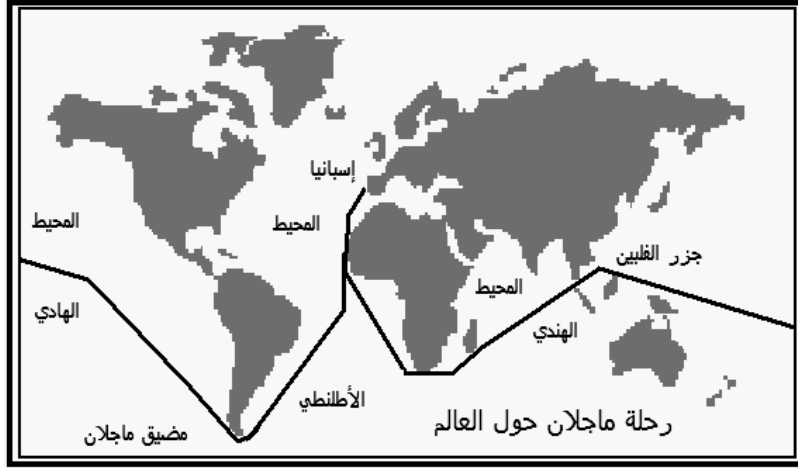 إسبانيا
المحيط
المحيط
جزر الفلبين
المحيط
الهادي
الهندي
الأطلنطي
رحلة ماجلان حول العالم
مضيق ماجلان